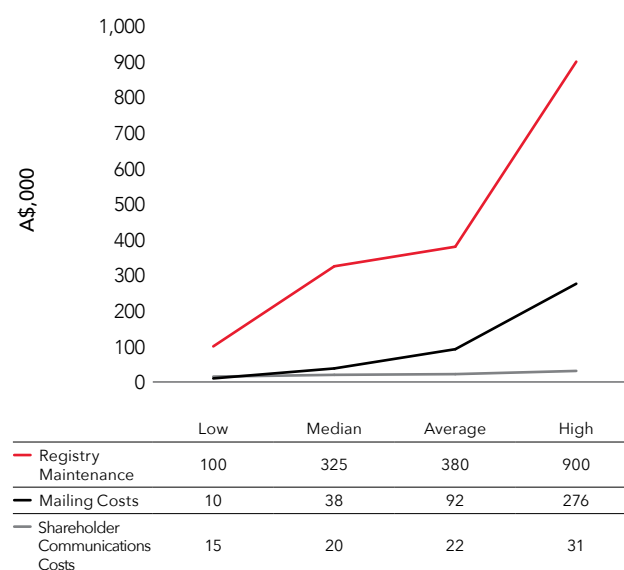 1,000
900
800
700
600
500
400
300
200
100
0
A$,000
Low Median Average High
Registry
Maintenance 100 325 380 900
Mailing Costs 10 38 92 276
Shareholder
Communications
Costs 15 20 22 31